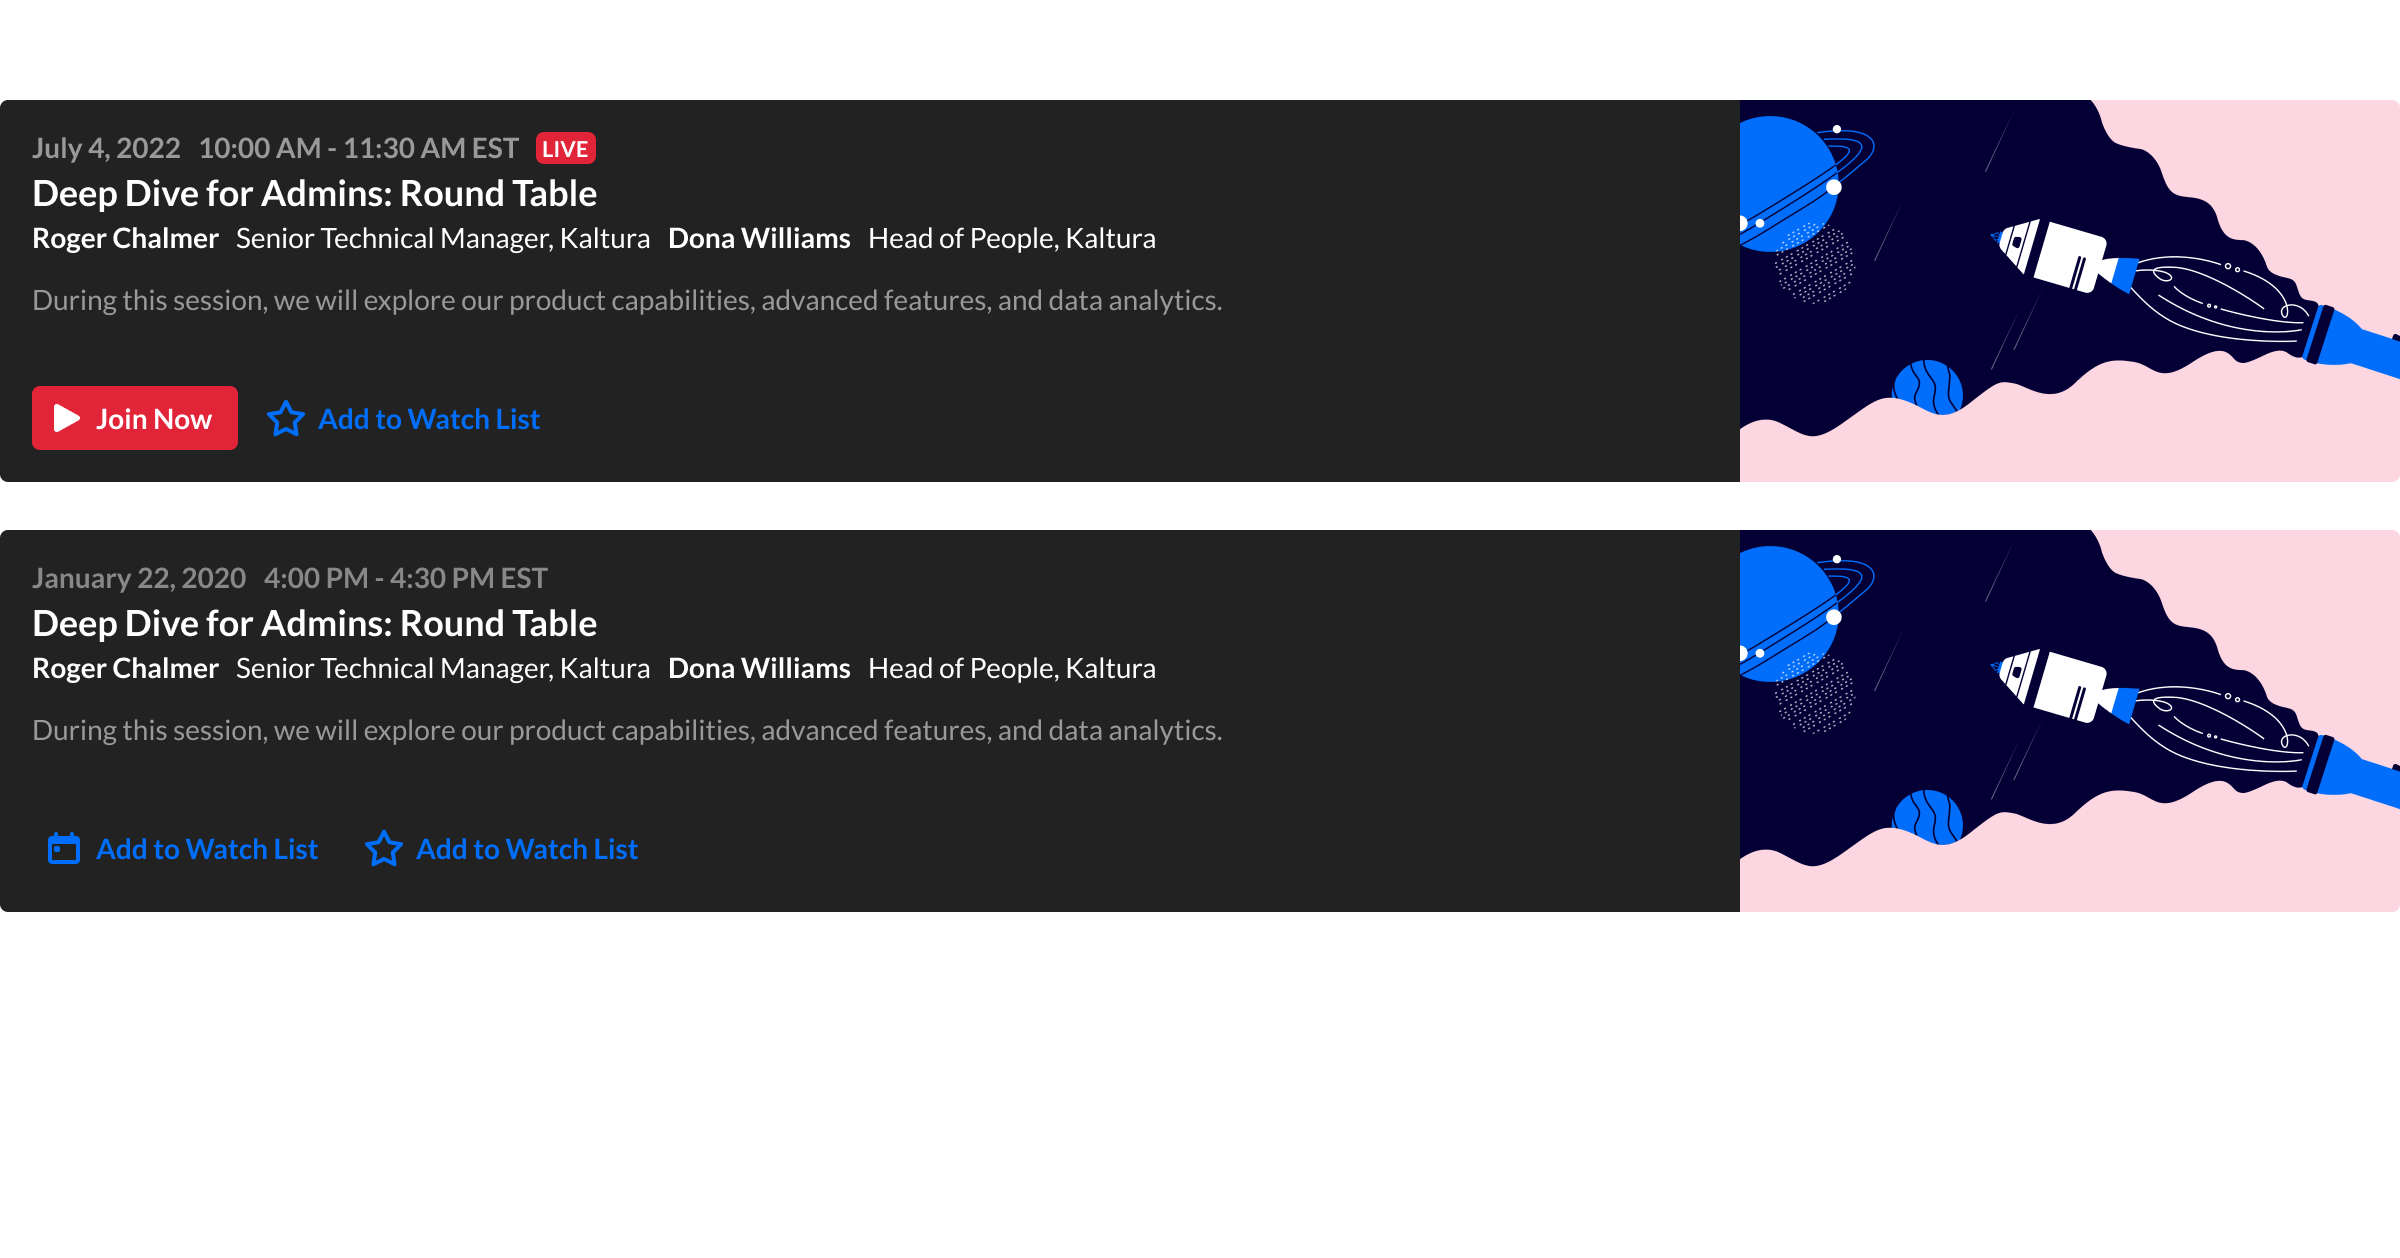 July 4, 2022 10:00 AM - 11:30 AM EST LIVE
Deep Dive for Admins: Round Table
Roger Chalmer Senior Technical Manager, Kaltura Dona Williams Head of People, Kaltura
During this session, we will explore our product capabilities, advanced features, and data analytics.
Join Now Add to Watch List
January 22, 2020 4:00 PM - 4:30 PM EST
Deep Dive for Admins: Round Table
Roger Chalmer Senior Technical Manager, Kaltura Dona Williams Head of People, Kaltura
During this session, we will explore our product capabilities, advanced features, and data analytics.
Add to Watch List Add to Watch List